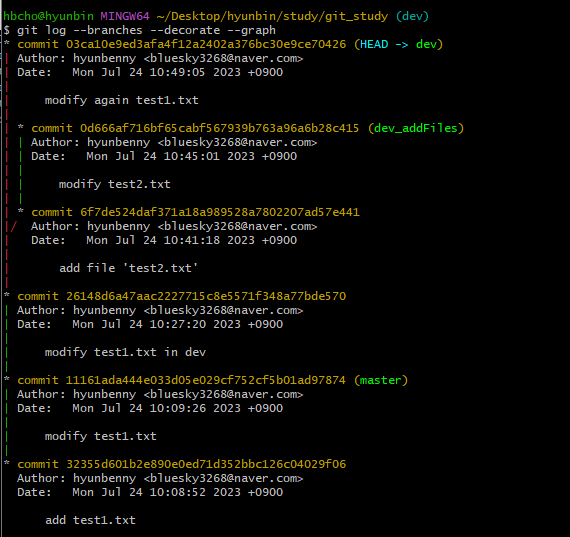 hbcho@hyunbin MINGW64 ~/Desktop/hyunbin/study/git_study (dev)
$ git log --branches --decorate --graph
* commit 03ca10e9ed3afa4f12a2402a376bc30e9ce70426 (HEAD -> dev)
| Author: hyunbenny <bluesky3268@naver.com>
| Date:   Mon Jul 24 10:49:05 2023 +0900
|
|     modify again test1.txt
|
| * commit 0d666af716bf65cabf567939b763a96a6b28c415 (dev_addFiles)
| | Author: hyunbenny <bluesky3268@naver.com>
| | Date:   Mon Jul 24 10:45:01 2023 +0900
| |
| |     modify test2.txt
| |
| * commit 6f7de524daf371a18a989528a7802207ad57e441
|/  Author: hyunbenny <bluesky3268@naver.com>
|   Date:   Mon Jul 24 10:41:18 2023 +0900
|
|       add file 'test2.txt'
|
* commit 26148d6a47aac2227715c8e5571f348a77bde570
| Author: hyunbenny <bluesky3268@naver.com>
| Date:   Mon Jul 24 10:27:20 2023 +0900
|
|     modify test1.txt in dev
|
* commit 11161ada444e033d05e029cf752cf5b01ad97874 (master)
| Author: hyunbenny <bluesky3268@naver.com>
| Date:   Mon Jul 24 10:09:26 2023 +0900
|
|     modify test1.txt
|
* commit 32355d601b2e890e0ed71d352bbc126c04029f06
  Author: hyunbenny <bluesky3268@naver.com>
  Date:   Mon Jul 24 10:08:52 2023 +0900

      add test1.txt